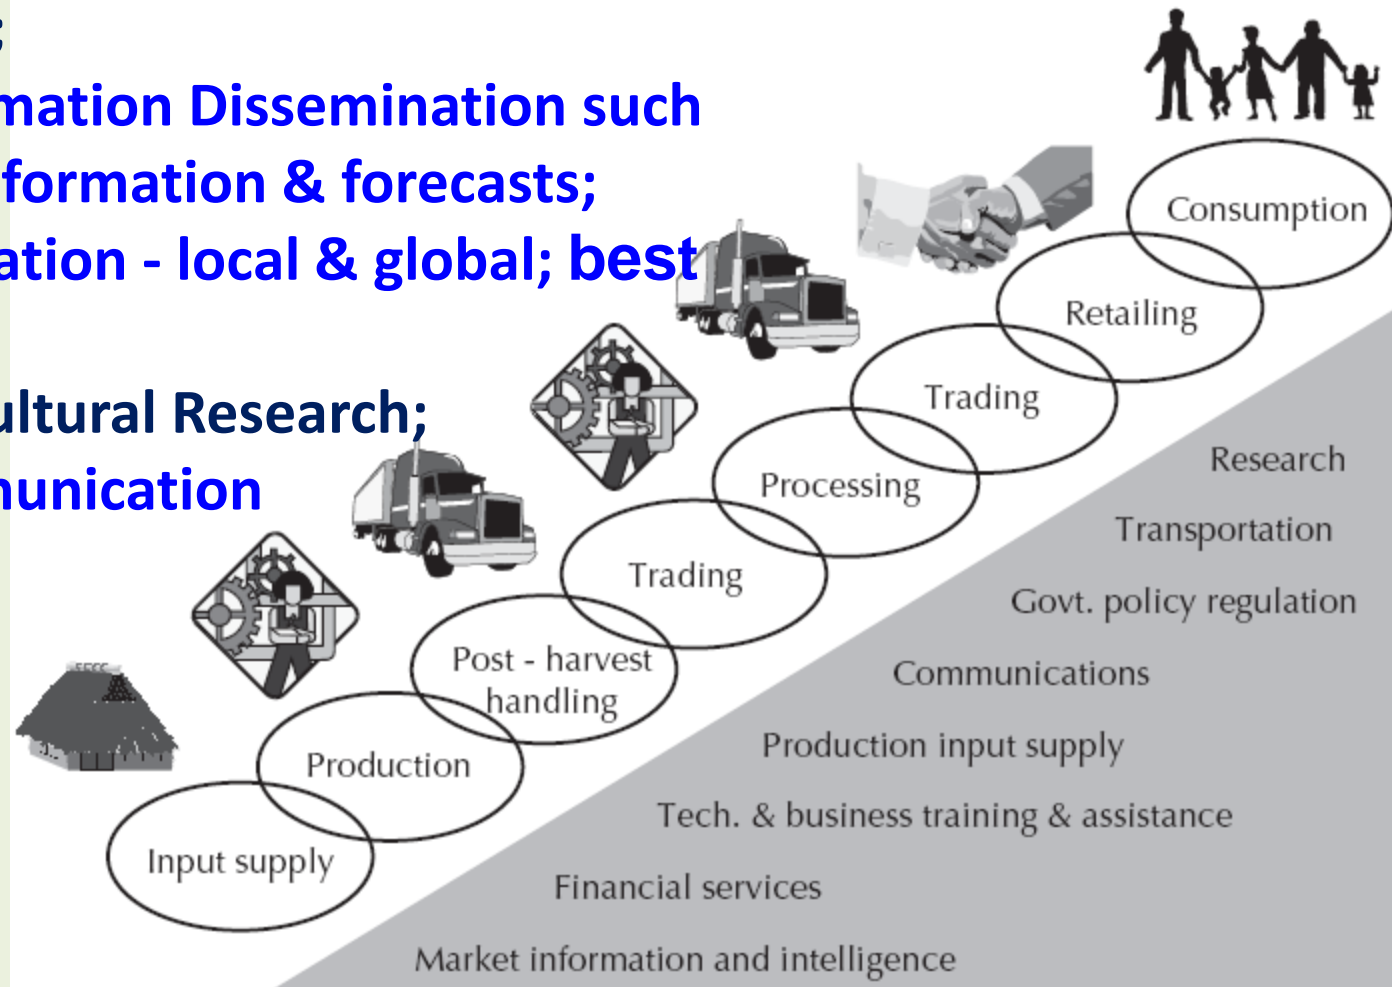 ;
mation Dissemination such
formation & forecasts;
ation - local & global; best
ultural Research;
munication
Consumption
Retailing
Trading
Processing
Trading
Post - harvest
handling
Production
Input supply
Research
Transportation
Govt. policy regulation
Communications
Production input supply
Tech. & business training & assistance
Financial services
Market information and intelligence